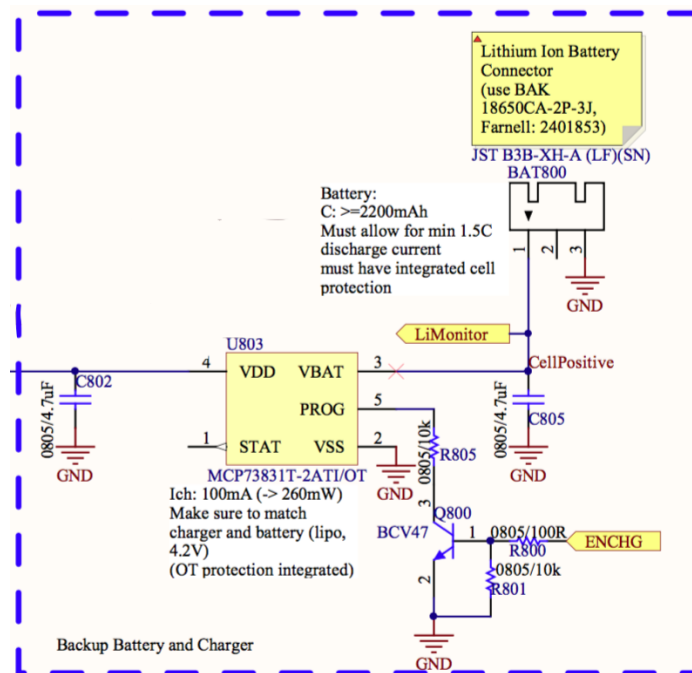 Lithium Ion Battery
Connector
(use BAK
18650CA-2P-3J,
Farnell: 2401853)
JST B3B-XH-A (LF)(SN)
BAT800
Battery:
C: >=2200mAh
Must allow for min 1.5C
discharge current
must have integrated cell
protection
1
2
3
GND
LiMonitor
CellPositive
U803
4
VDD
VBAT
3
PROG
5
1
STAT
VSS
2
MCP73831T-2ATI/OT
C802
0805/4.7uF
GND
GND
0805/4.7uF
C805
GND
Ich: 100mA (-> 260mW)
Make sure to match
charger and battery (lipo,
4.2V)
(OT protection integrated)
0805/10k
R805
3
Q800
BCV47
1
2
0805/100R
R800
ENCHG
0805/10k
R801
GND
Backup Battery and Charger